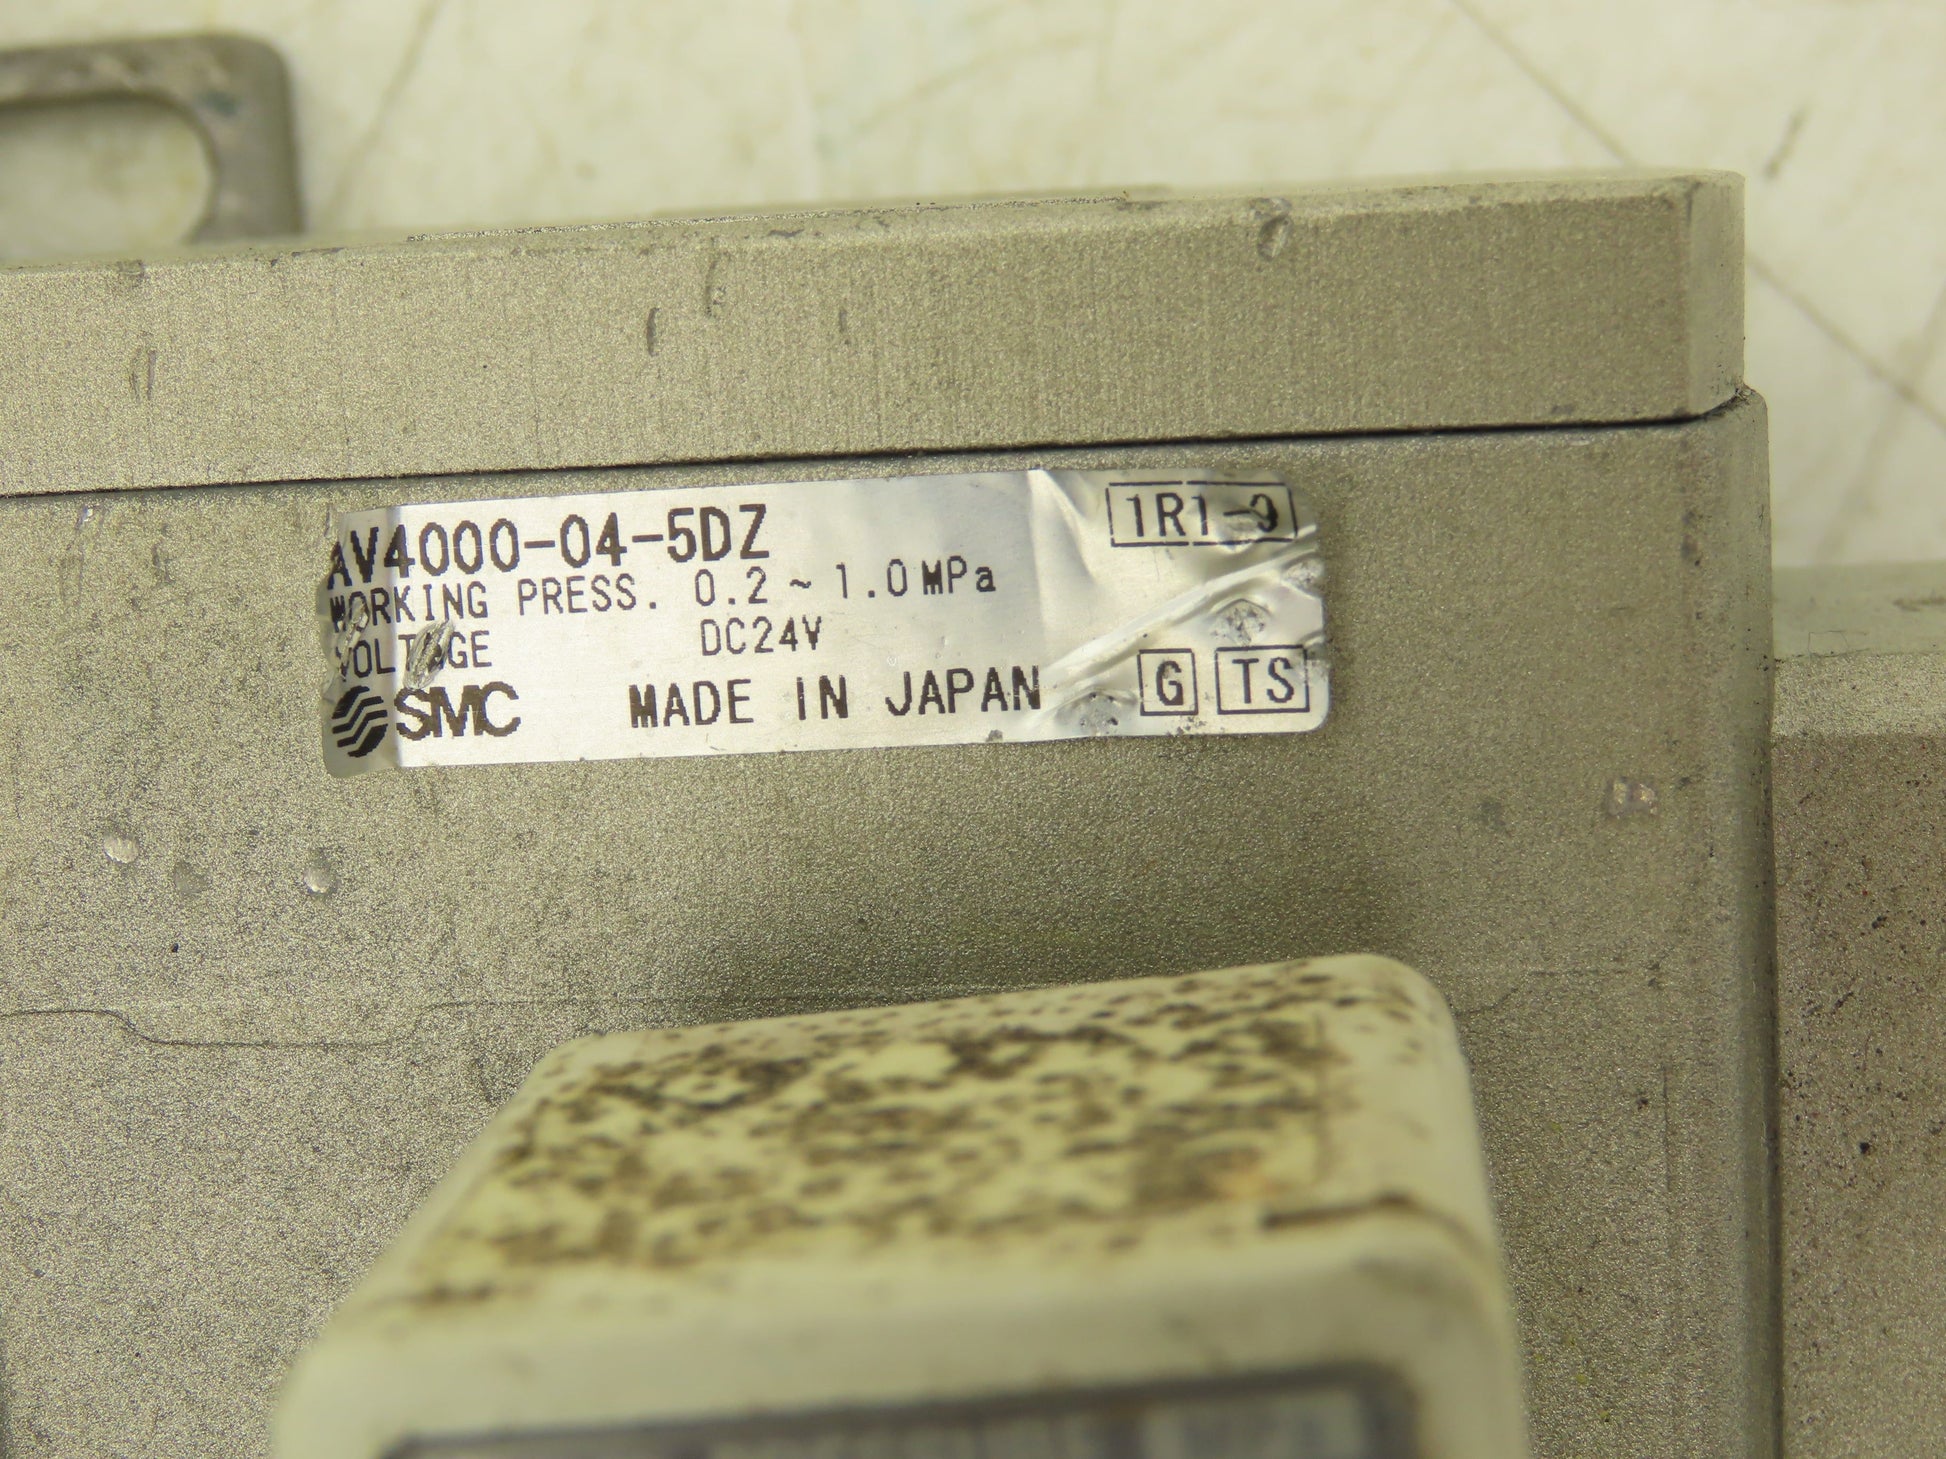 AV4000-04-5DZ 1R1-9
WORKING PRESS. 0.2 ~ 1.0 MPa
VOLTAGE DC24V
SMC MADE IN JAPAN G TS